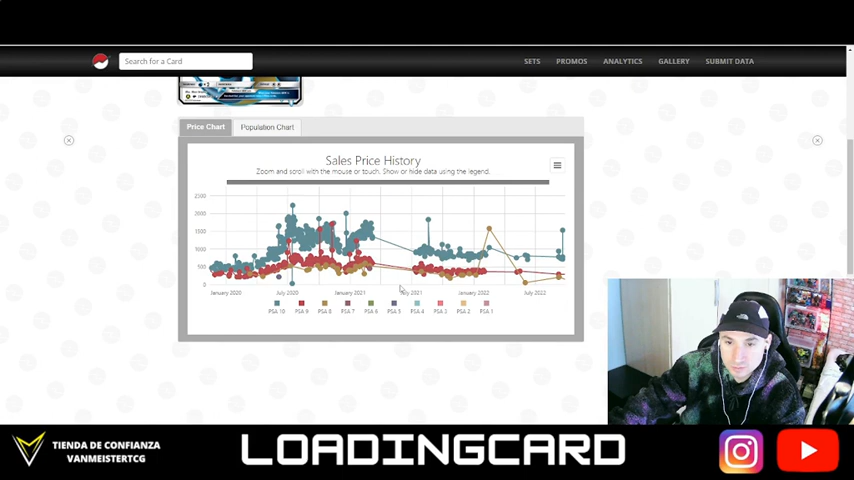 Search for a Card
SETS
PROMOS
ANALYTICS
GALLERY
SUBMIT DATA
Price Chart
Population Chart
Sales Price History
Zoom and scroll with the mouse or touch. Show or hide data using the legend.
2500
2000
1500
1000
500
0
January 2020
July 2020
January 2021
July 2021
January 2022
July 2022
PSA 10
PSA 9
PSA 8
PSA 7
PSA 6
PSA 5
PSA 4
PSA 3
PSA 2
PSA 1
TIENDA DE CONFIANZA
VANMEISTERTCG
LOADINGCARD